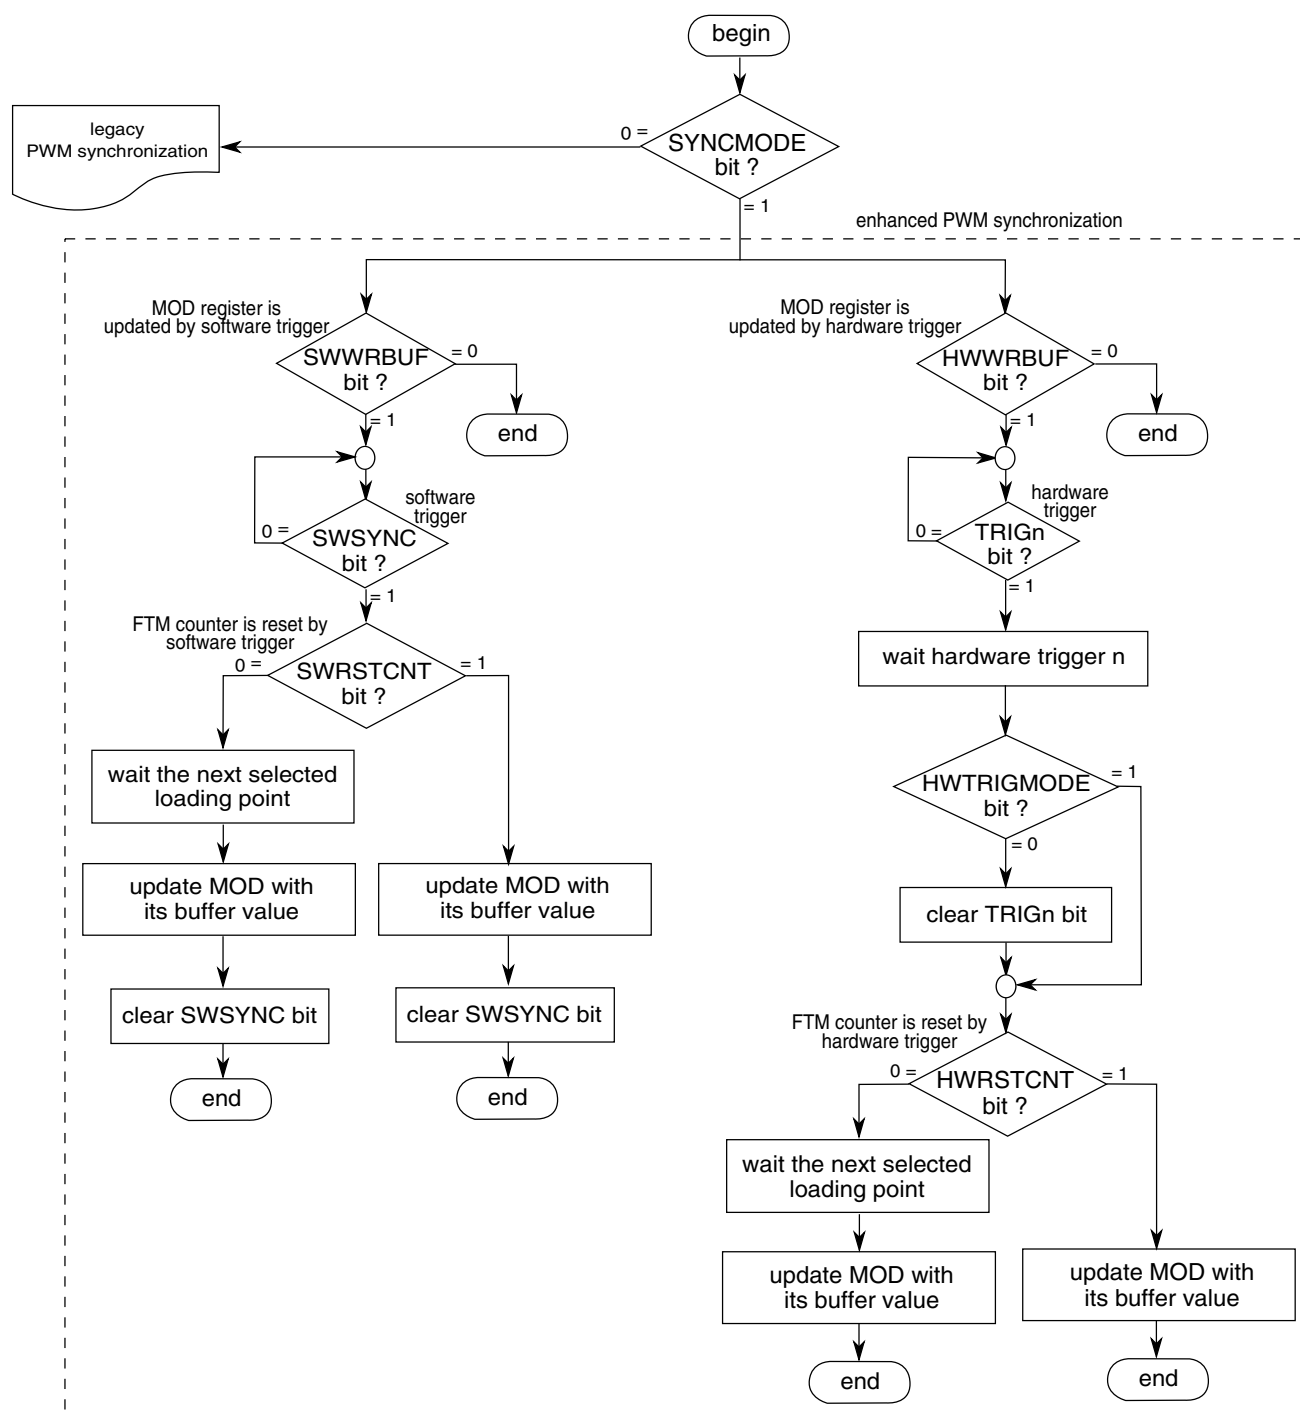 begin
legacy
PWM synchronization
0 =
SYNCMODE
bit ?
= 1
enhanced PWM synchronization
MOD register is
updated by software trigger
SWWRBUF
bit ?
= 0
= 1
end
software
trigger
0 =
SWSYNC
bit ?
= 1
FTM counter is reset by
software trigger
0 =
SWRSTCNT
bit ?
= 1
wait the next selected
loading point
update MOD with
its buffer value
clear SWSYNC bit
end
update MOD with
its buffer value
clear SWSYNC bit
end
MOD register is
updated by hardware trigger
HWWRBUF
bit ?
= 0
= 1
end
hardware
trigger
0 =
TRIGn
bit ?
= 1
wait hardware trigger n
HWTRIGMODE
bit ?
= 1
= 0
clear TRIGn bit
FTM counter is reset by
hardware trigger
0 =
HWRSTCNT
bit ?
= 1
wait the next selected
loading point
update MOD with
its buffer value
end
update MOD with
its buffer value
end